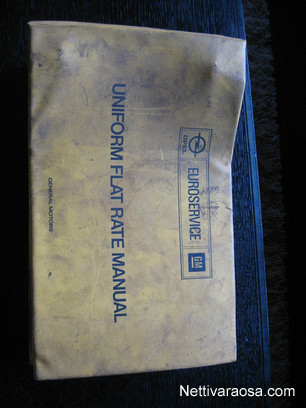 OPEL
EUROSERVICE
GM
UNIFORM FLAT RATE MANUAL
GENERAL MOTORS
Nettivaraosa.com